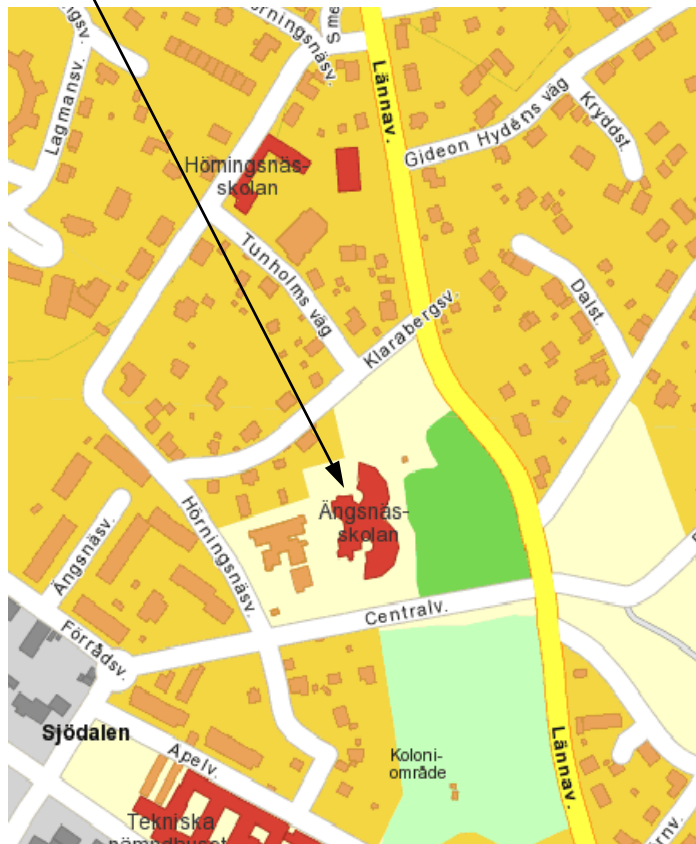 Lagmansv.
Lännav.
Gideon Hydéns väg
Kryddst.
Hörningsnäs-
skolan
Tunholms väg
Dalst.
Klarabergsv.
Ängsnäs-
skolan
Hörningsnäsv.
Ängsnäsv.
Centralv.
Förrådsv.
Sjödalen
Apelv.
Koloni-
område
Lännav.
Tekniska